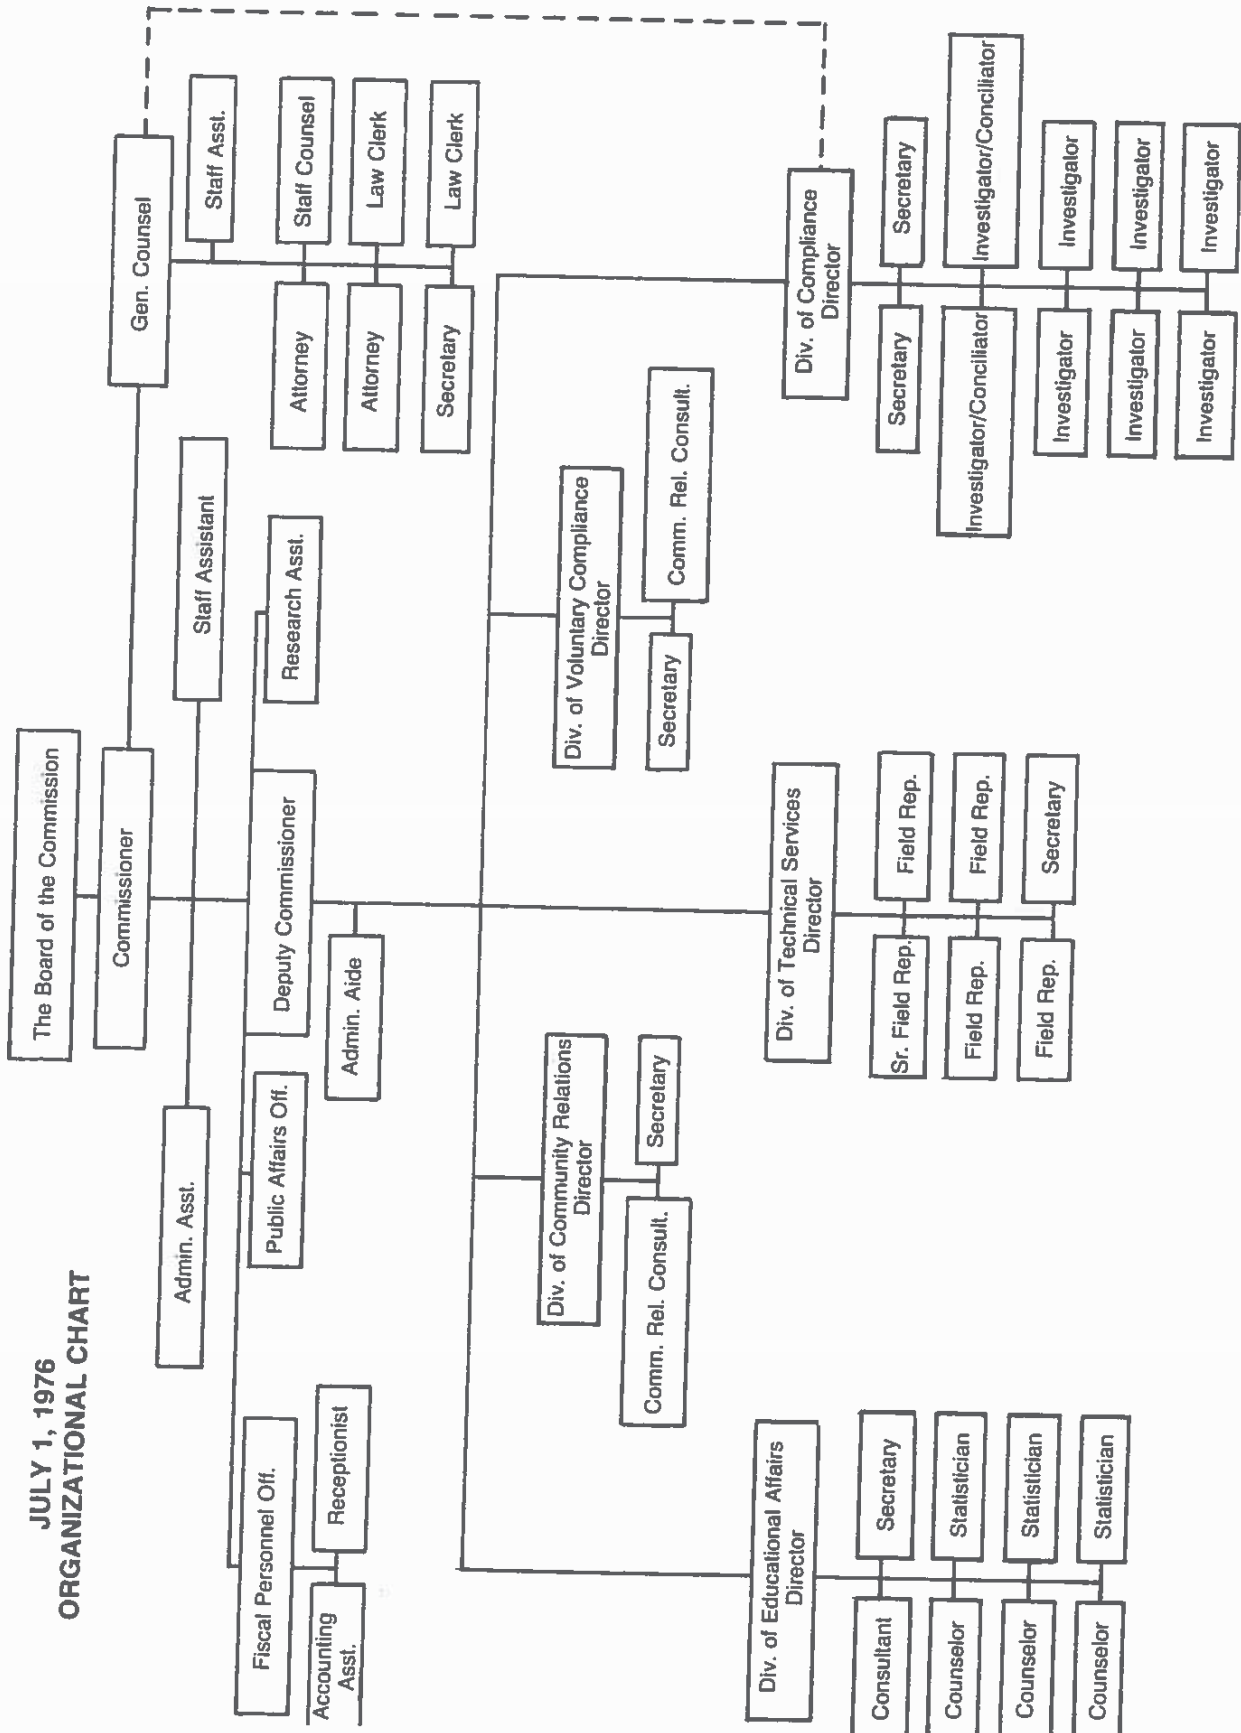 JULY 1, 1976
ORGANIZATIONAL CHART
The Board of the Commission
Commissioner
Gen. Counsel
Staff Asst.
Attorney
Staff Counsel
Attorney
Law Clerk
Secretary
Law Clerk
Admin. Asst.
Staff Assistant
Fiscal Personnel Off.
Accounting
Asst.
Receptionist
Public Affairs Off.
Deputy Commissioner
Research Asst.
Admin. Aide
Div. of Educational Affairs
Director
Consultant
Secretary
Counselor
Statistician
Counselor
Statistician
Counselor
Statistician
Div. of Community Relations
Director
Comm. Rel. Consult.
Secretary
Div. of Technical Services
Director
Sr. Field Rep.
Field Rep.
Field Rep.
Field Rep.
Field Rep.
Secretary
Div. of Voluntary Compliance
Director
Secretary
Comm. Rel. Consult.
Div. of Compliance
Director
Secretary
Secretary
Investigator/Conciliator
Investigator/Conciliator
Investigator
Investigator
Investigator
Investigator
Investigator
Investigator